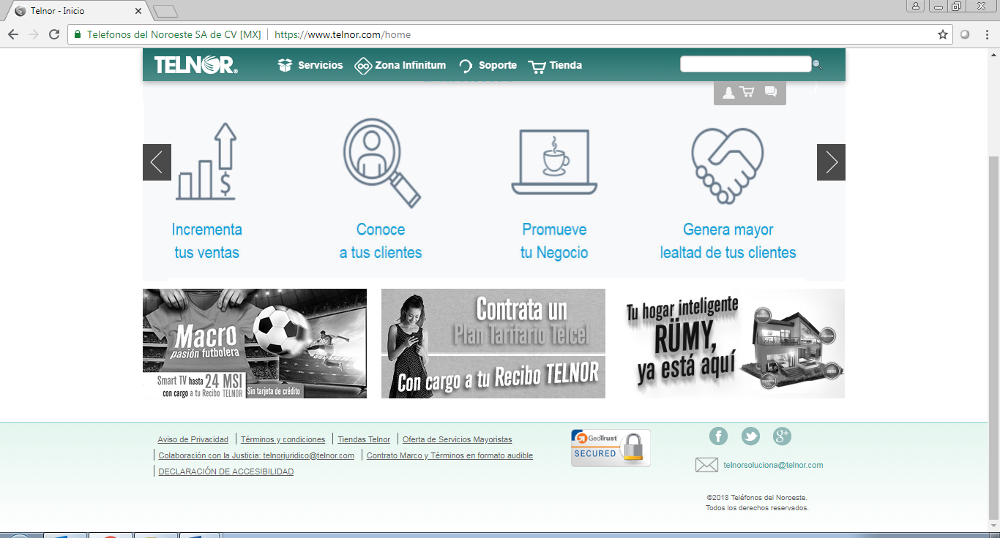 Telnor - Inicio
Telefonos del Noroeste SA de CV [MX] https://www.telnor.com/home
TELNOR® Servicios Zona Infinitum Soporte Tienda
Incrementa
tus ventas
Conoce
a tus clientes
Promueve
tu Negocio
Genera mayor
lealtad de tus clientes
Macro
pasión futbolera
Smart TV hasta 24 MSI
con cargo a tu Recibo TELNOR
Sin tarjeta de crédito
Contrata un
Plan Tarifario Telcel
Con cargo a tu Recibo TELNOR
Tu hogar inteligente
RÜMY,
ya está aquí
Aviso de Privacidad Términos y condiciones Tiendas Telnor Oferta de Servicios Mayoristas
Colaboración con la Justicia: telnorjuridico@telnor.com Contrato Marco y Términos en formato audible
DECLARACIÓN DE ACCESIBILIDAD
GeoTrust
SECURED
telnorsoluciona@telnor.com
©2018 Teléfonos del Noroeste.
Todos los derechos reservados.